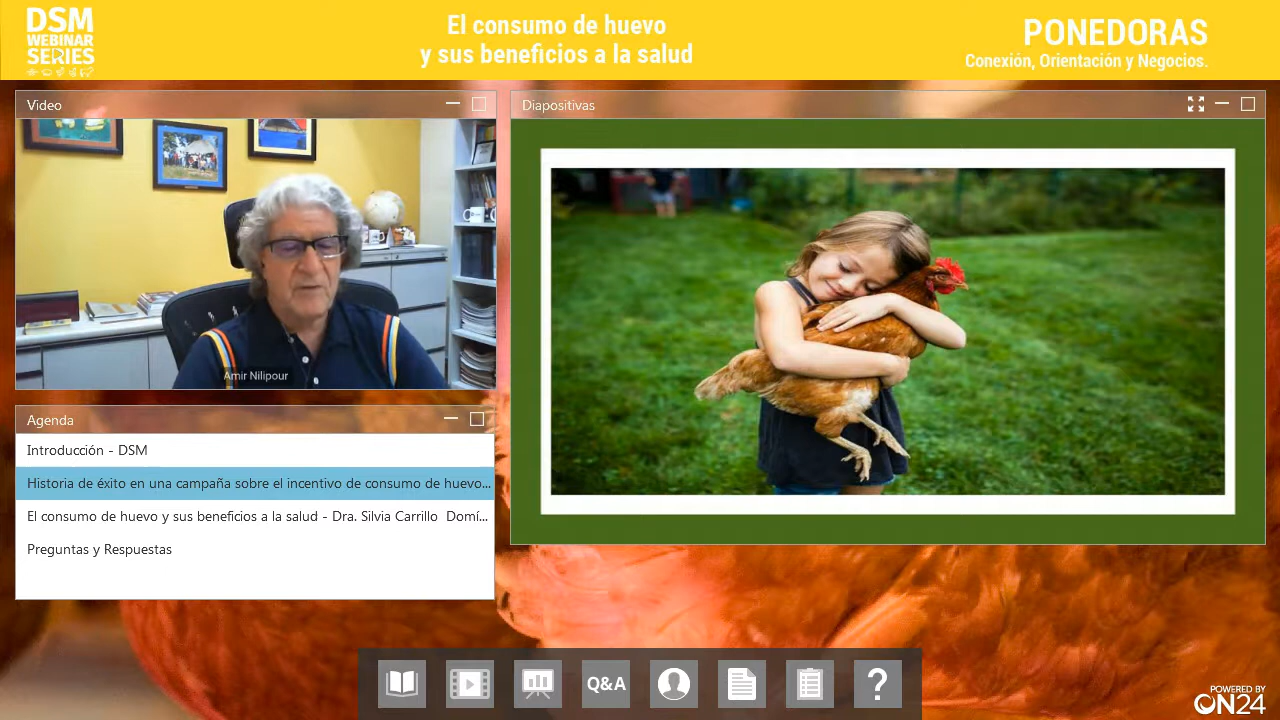 DSM
WEBINAR
SERIES
El consumo de huevo
y sus beneficios a la salud
PONEDORAS
Conexión, Orientación y Negocios.
Video
Amir Nilipour
Diapositivas
Agenda
Introducción - DSM
Historia de éxito en una campaña sobre el incentivo de consumo de huevo...
El consumo de huevo y sus beneficios a la salud - Dra. Silvia Carrillo Domí...
Preguntas y Respuestas
Q&A
?
POWERED BY
ON24